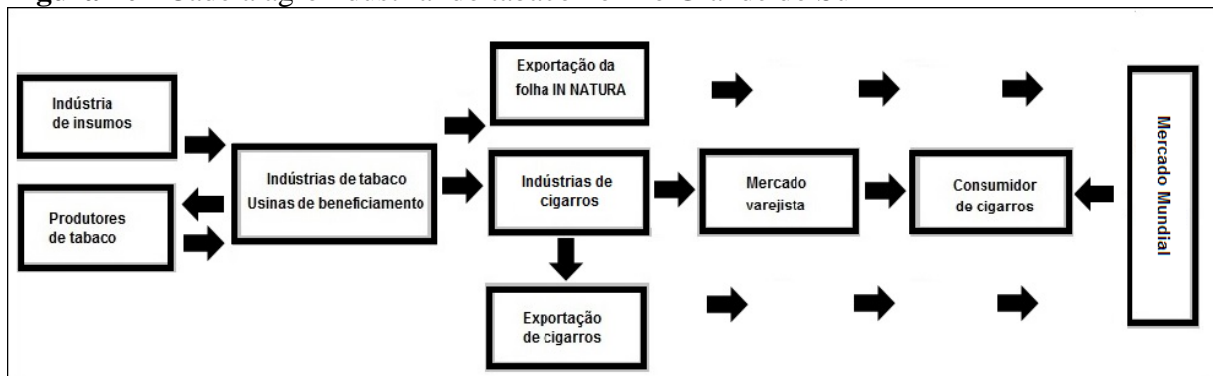 Indústria
de insumos
Produtores
de tabaco
Indústrias de tabaco
Usinas de beneficiamento
Exportação da
folha IN NATURA
Indústrias de
cigarros
Exportação
de cigarros
Mercado
varejista
Consumidor
de cigarros
Mercado Mundial